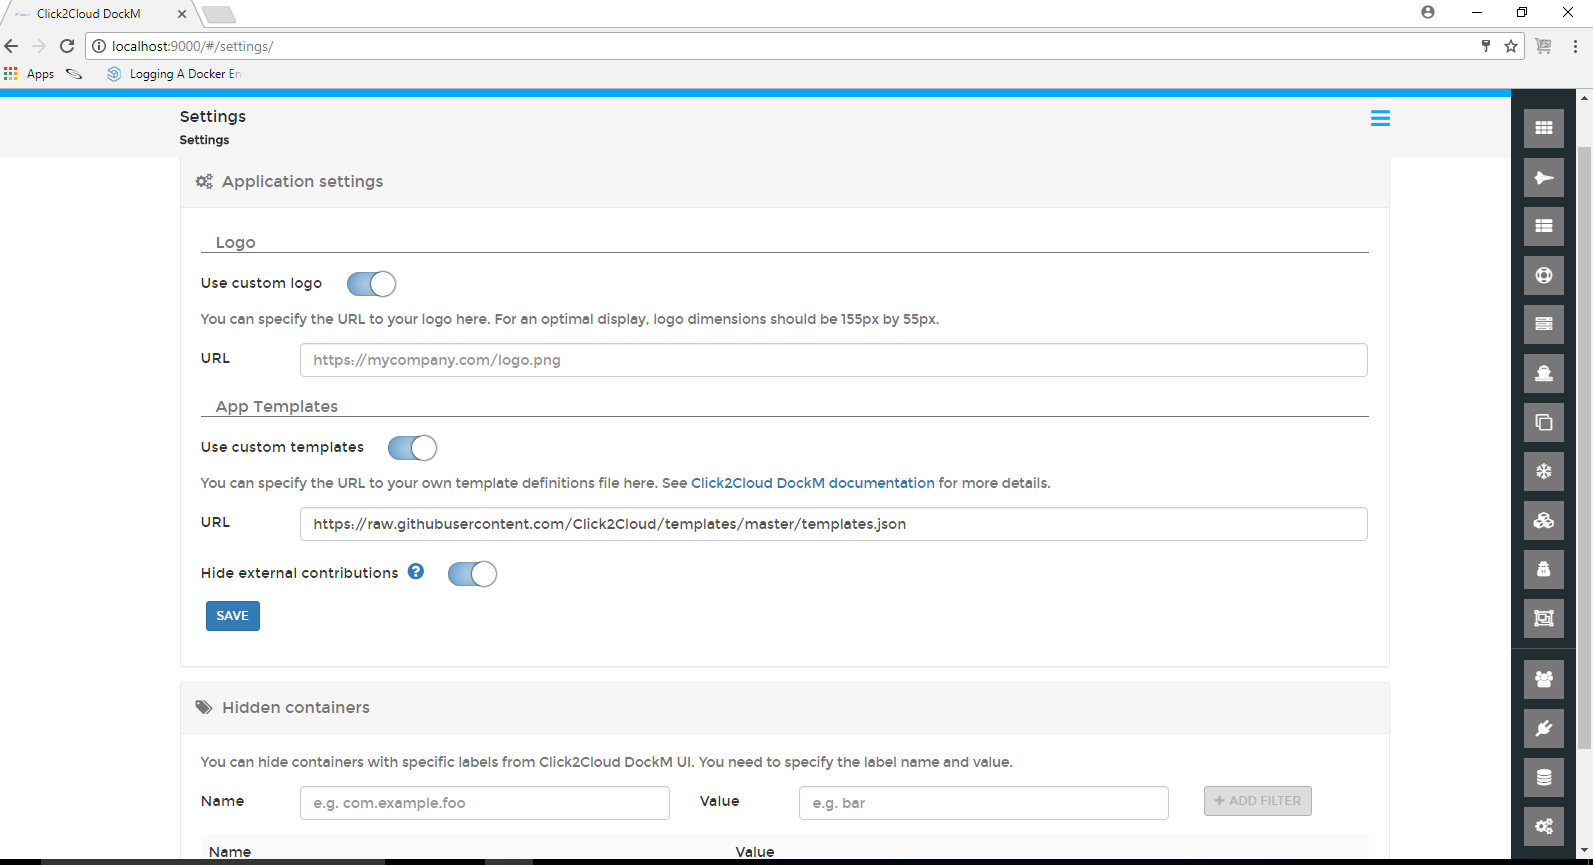 Click2Cloud DockM
localhost:9000/#/settings/
Apps
Logging A Docker En
Settings
Settings
Application settings
Logo
Use custom logo
You can specify the URL to your logo here. For an optimal display, logo dimensions should be 155px by 55px.
URL
https://mycompany.com/logo.png
App Templates
Use custom templates
You can specify the URL to your own template definitions file here. See Click2Cloud DockM documentation for more details.
URL
https://raw.githubusercontent.com/Click2Cloud/templates/master/templates.json
Hide external contributions
SAVE
Hidden containers
You can hide containers with specific labels from Click2Cloud DockM UI. You need to specify the label name and value.
Name
e.g. com.example.foo
Value
e.g. bar
+ ADD FILTER
Name
Value